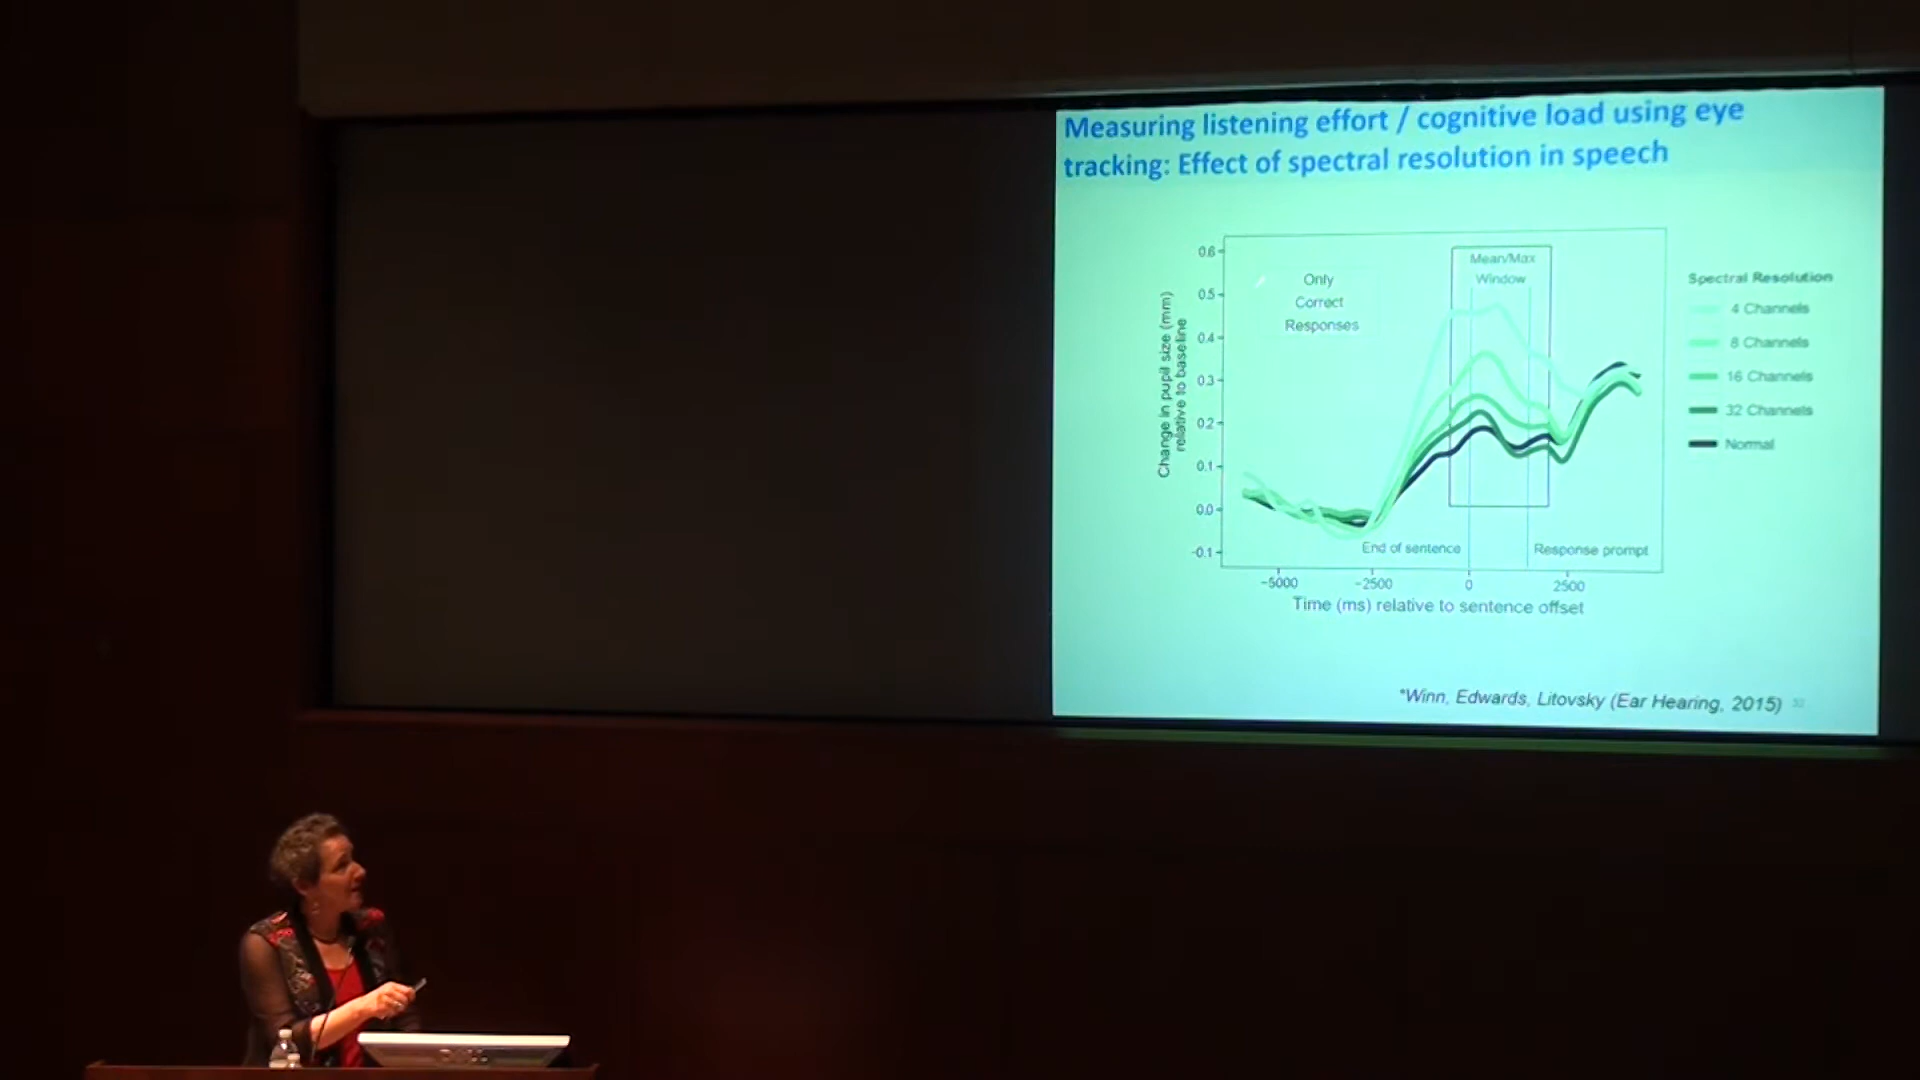 Measuring listening effort / cognitive load using eye
tracking: Effect of spectral resolution in speech
0.6
0.5
0.4
0.3
0.2
0.1
0.0
-0.1
Change in pupil size (mm)
relative to baseline
Only
Correct
Responses
Mean/Max
Window
End of sentence
Response prompt
-5000
-2500
0
2500
Time (ms) relative to sentence offset
Spectral Resolution
4 Channels
8 Channels
16 Channels
32 Channels
Normal
*Winn, Edwards, Litovsky (Ear Hearing, 2015)
DELL